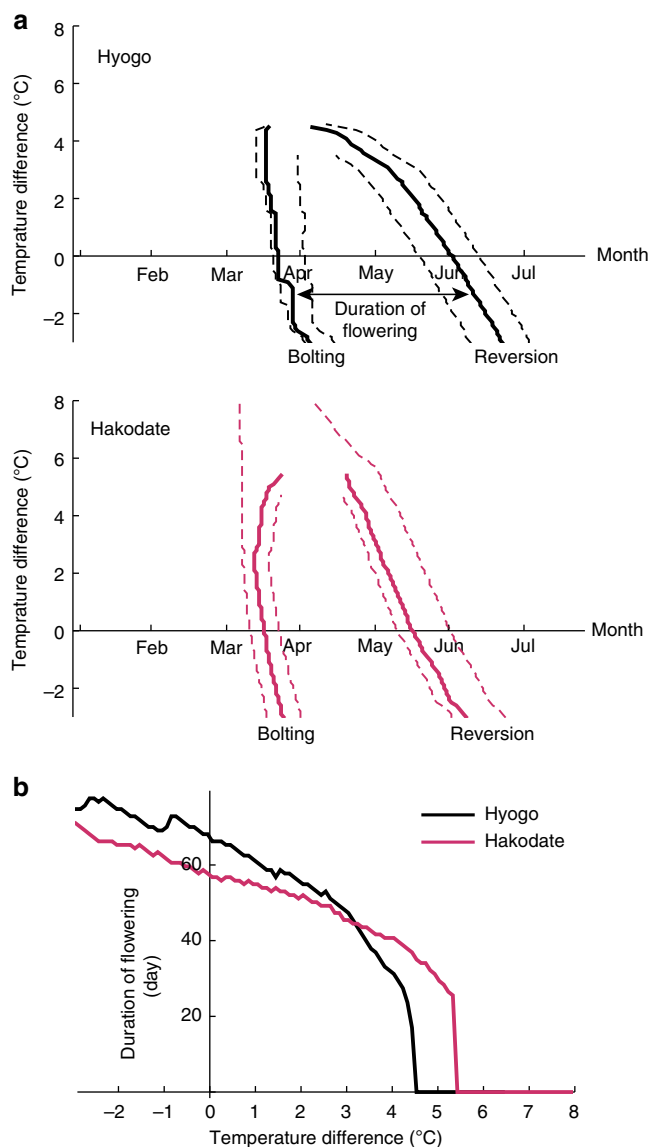 a
8
Hyogo
6
4
2
0
−2
Temprature difference (°C)
Feb
Mar
Apr
May
Jun
Jul
Month
Duration of
flowering
Bolting
Reversion
8
Hakodate
6
4
2
0
−2
Temprature difference (°C)
Feb
Mar
Apr
May
Jun
Jul
Month
Bolting
Reversion
b
Hyogo
Hakodate
60
40
20
Duration of flowering
(day)
−2 −1 0 1 2 3 4 5 6 7 8
Temperature difference (°C)